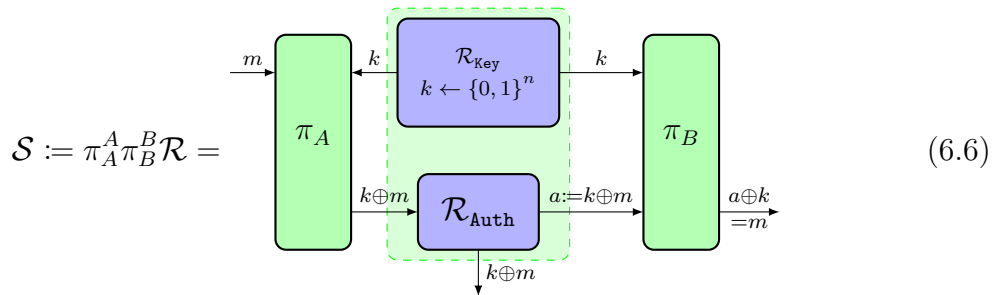 𝓡_Key
m k k
k ← {0,1}^n
𝓢 := π_A^A π_B^B 𝓡 = π_A π_B (6.6)
k⊕m 𝓡_Auth a:=k⊕m a⊕k
=m
k⊕m